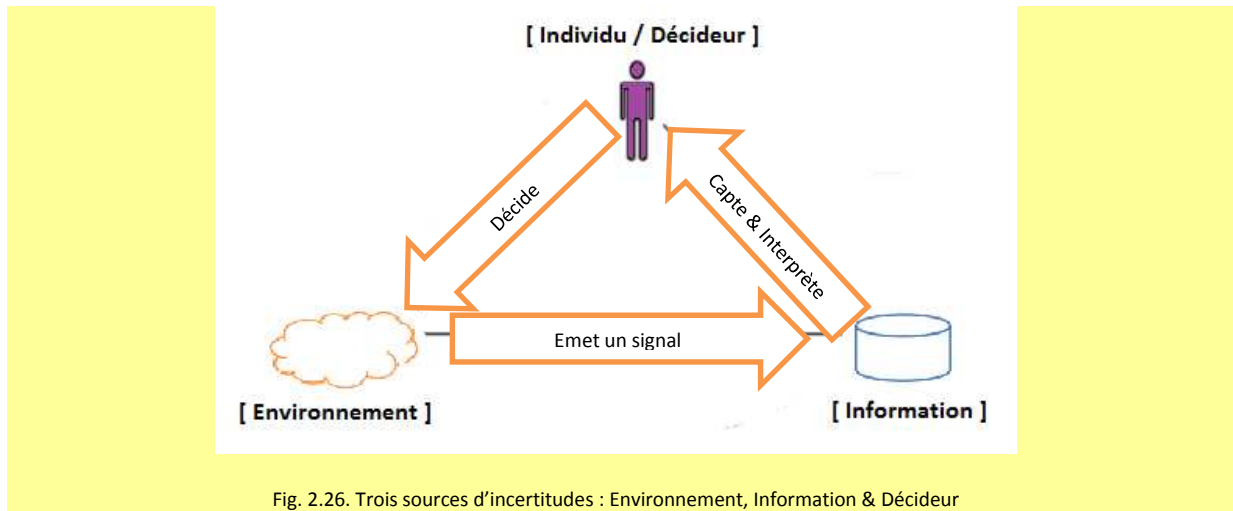 [ Individu / Décideur ]
Décide
Capte & Interprète
Emet un signal
[ Environnement ]
[ Information ]
Fig. 2.26. Trois sources d'incertitudes : Environnement, Information & Décideur